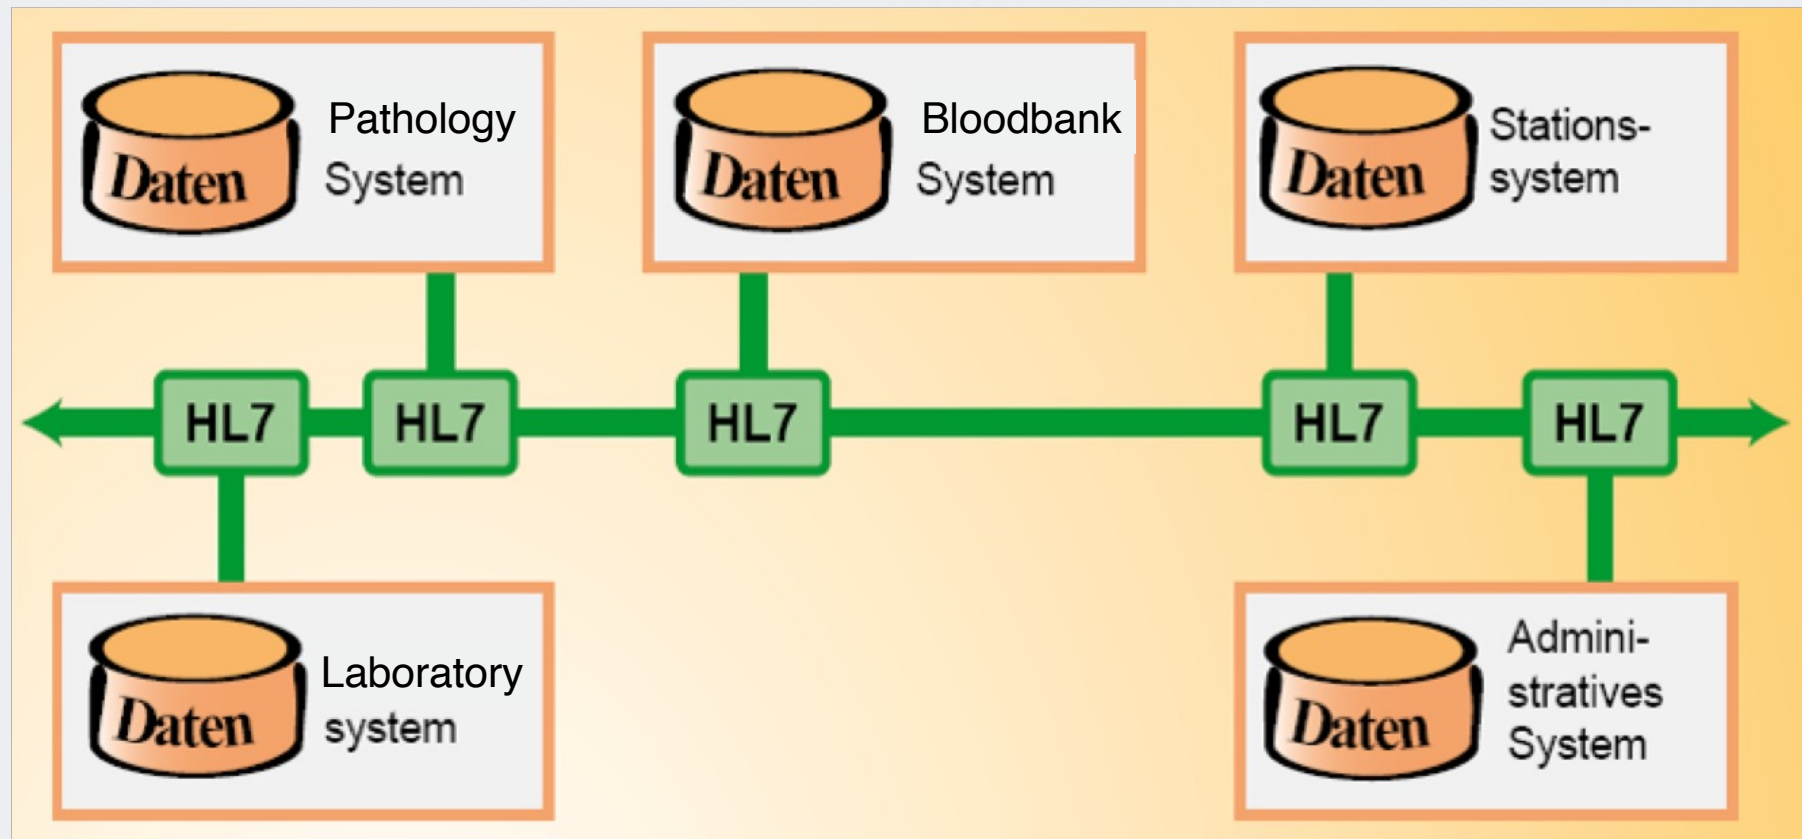 Daten
Pathology
System
Daten
Bloodbank
System
Daten
Stations-
system
HL7
HL7
HL7
HL7
HL7
Daten
Laboratory
system
Daten
Admini-
stratives
System